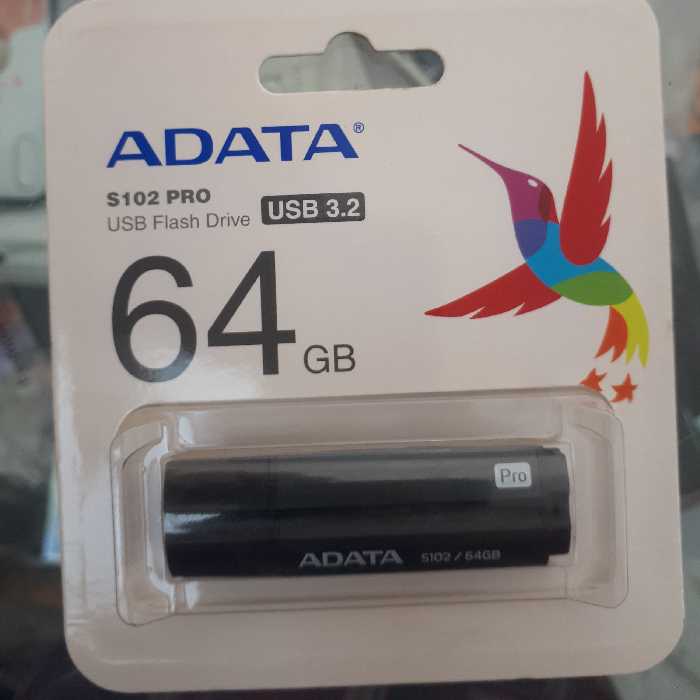 ADATA®
S102 PRO
USB Flash Drive USB 3.2
64 GB
Pro
ADATA S102 / 64GB